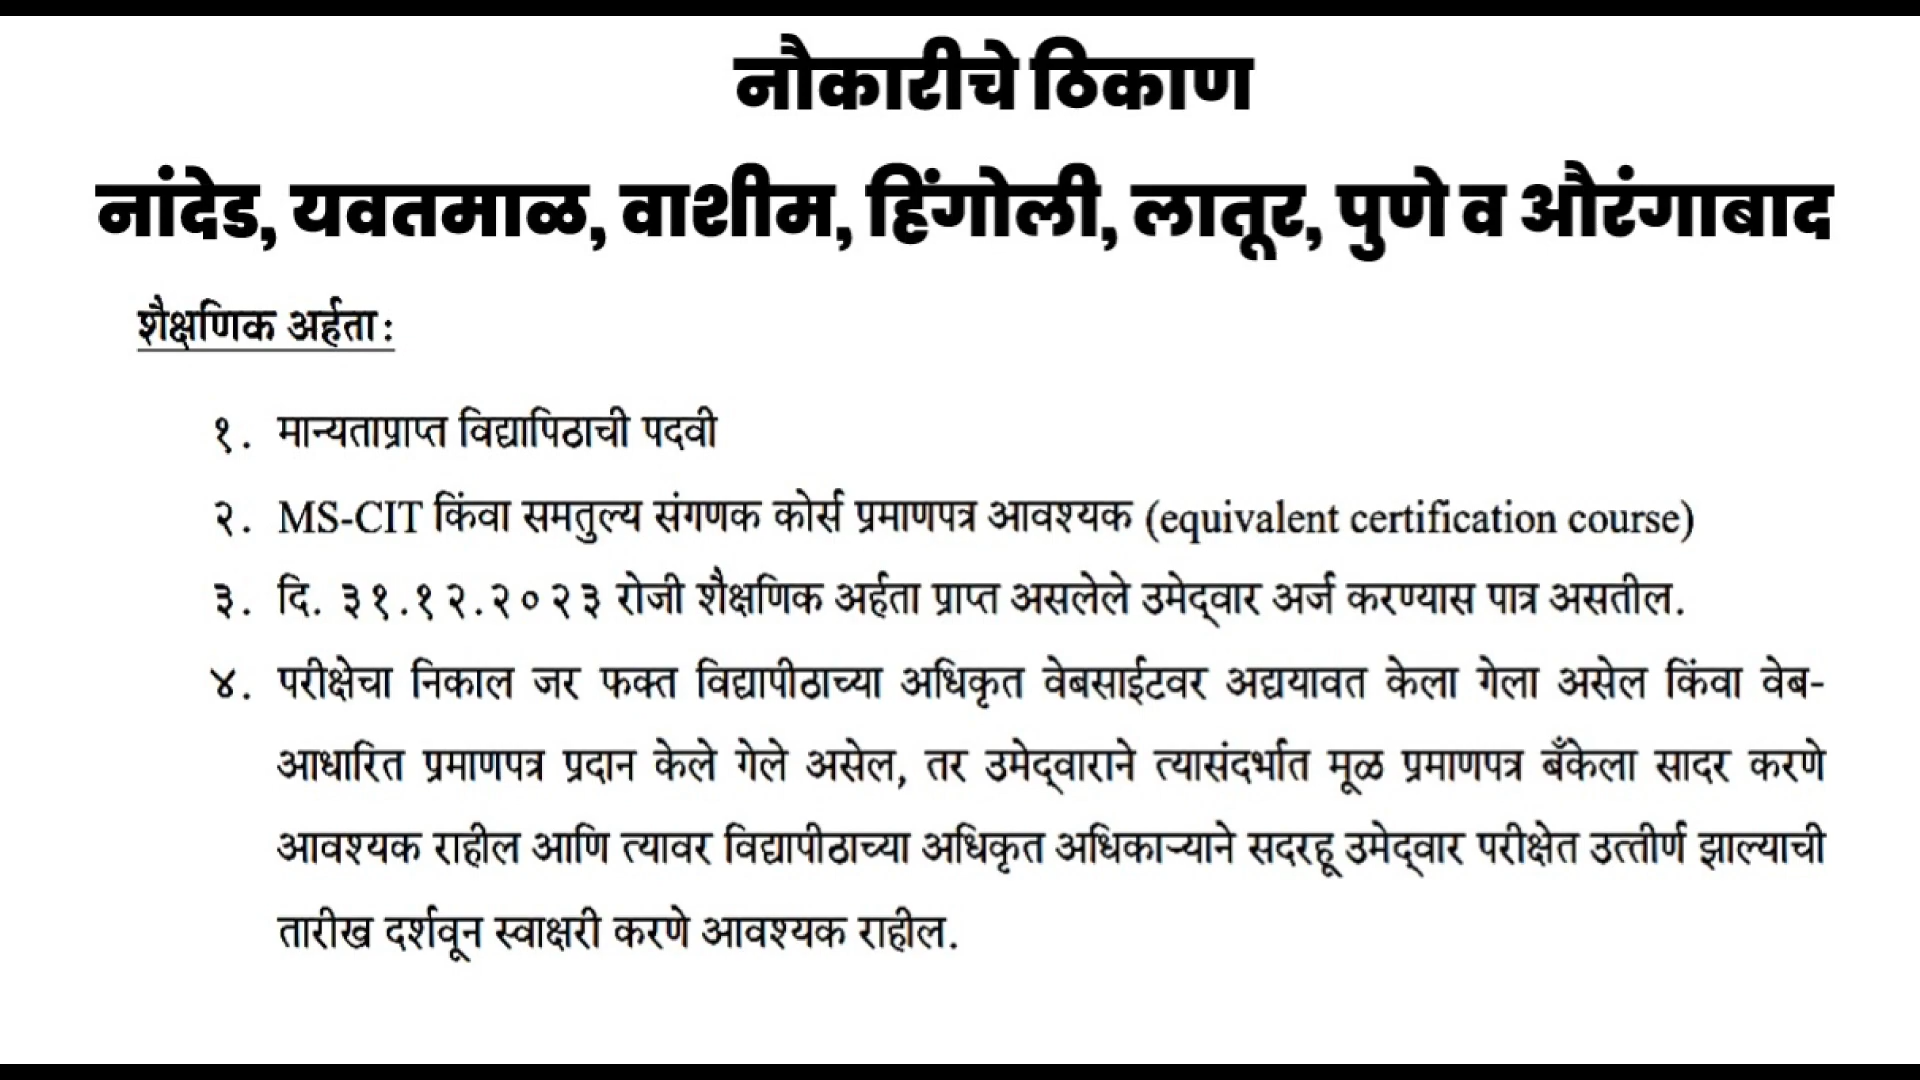 नौकारीचे ठिकाण
नांदेड, यवतमाळ, वाशीम, हिंगोली, लातूर, पुणे व औरंगाबाद
शैक्षणिक अर्हता:
१. मान्यताप्राप्त विद्यापिठाची पदवी
२. MS-CIT किंवा समतुल्य संगणक कोर्स प्रमाणपत्र आवश्यक (equivalent certification course)
३. दि. ३१.१२.२०२३ रोजी शैक्षणिक अर्हता प्राप्त असलेले उमेद्वार अर्ज करण्यास पात्र असतील.
४. परीक्षेचा निकाल जर फक्त विद्यापीठाच्या अधिकृत वेबसाईटवर अद्ययावत केला गेला असेल किंवा वेब-
आधारित प्रमाणपत्र प्रदान केले गेले असेल, तर उमेद्वाराने त्यासंदर्भात मूळ प्रमाणपत्र बँकेला सादर करणे
आवश्यक राहील आणि त्यावर विद्यापीठाच्या अधिकृत अधिकाऱ्याने सदरहू उमेद्वार परीक्षेत उत्तीर्ण झाल्याची
तारीख दर्शवून स्वाक्षरी करणे आवश्यक राहील.